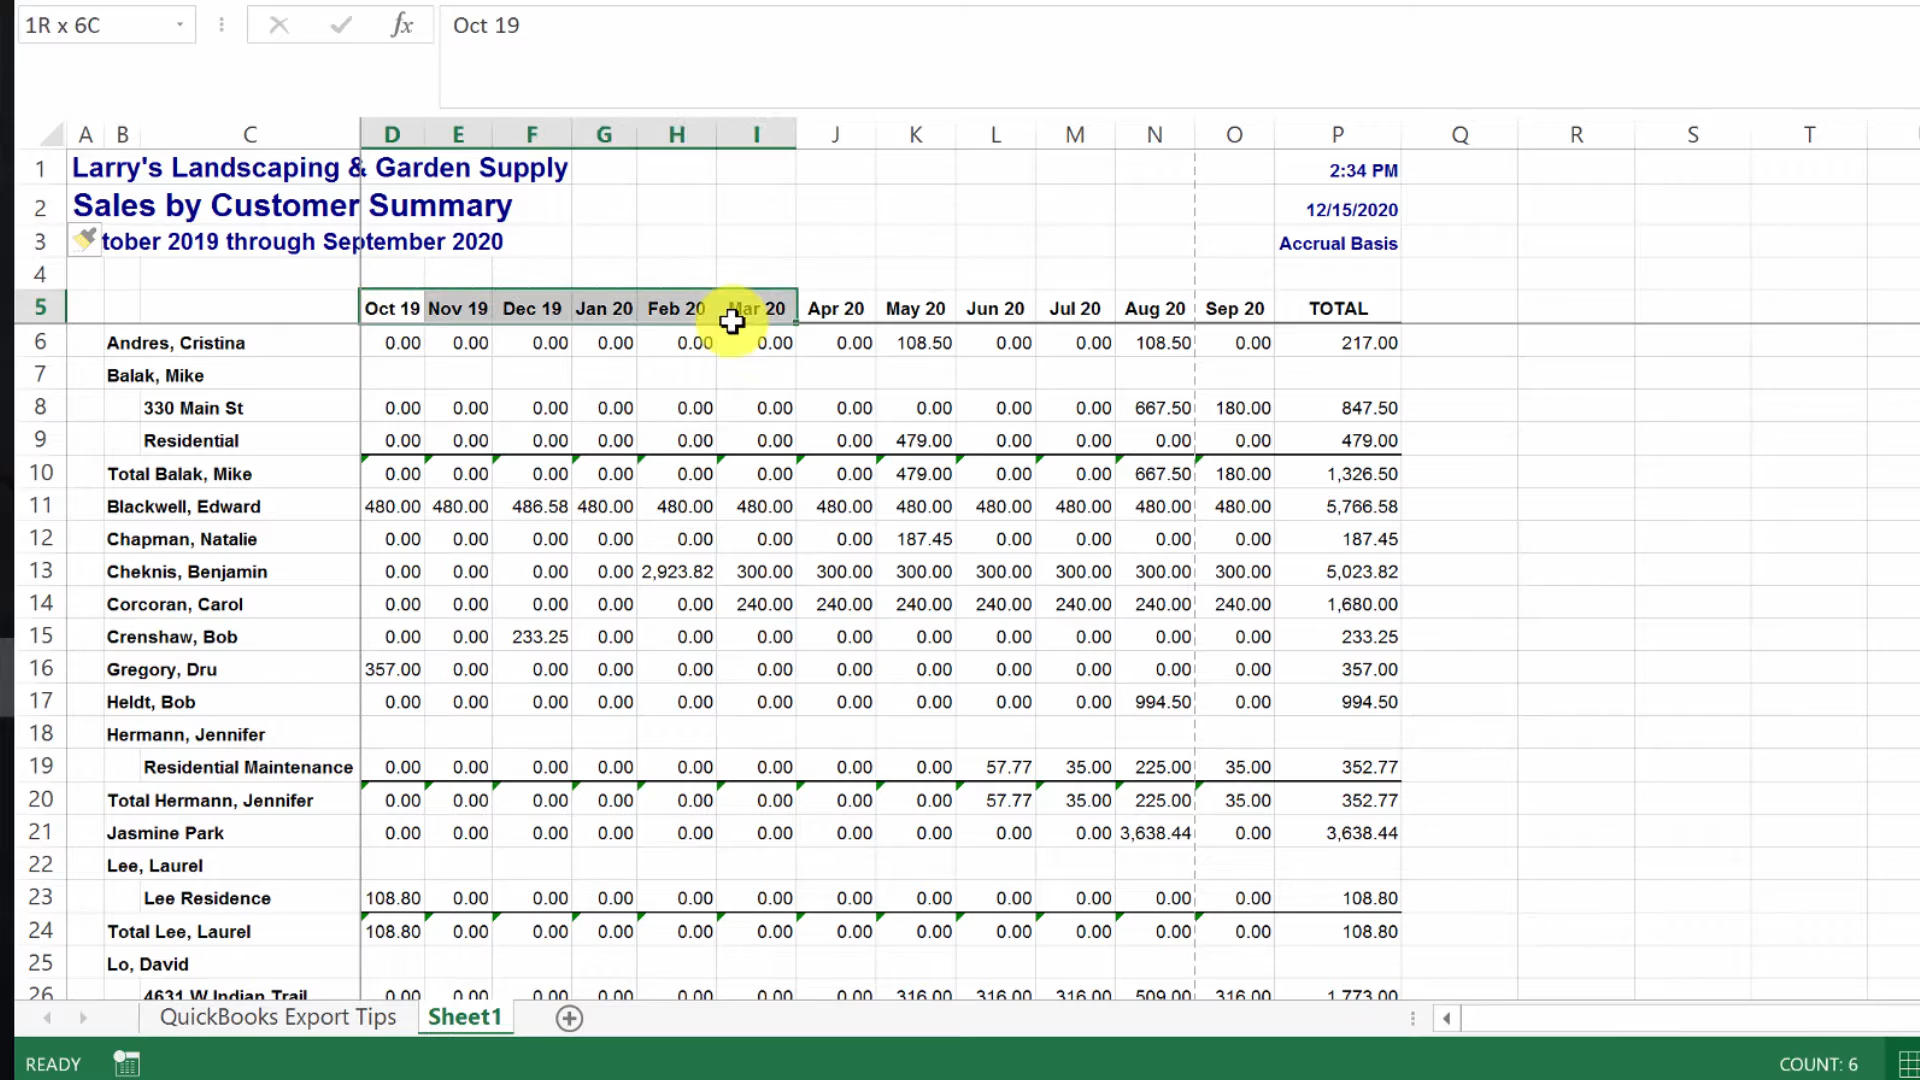 1R x 6C fx Oct 19
A B C D E F G H I J K L M N O P Q R S T
1 Larry's Landscaping & Garden Supply 2:34 PM
2 Sales by Customer Summary 12/15/2020
3 tober 2019 through September 2020 Accrual Basis
4
5 Oct 19 Nov 19 Dec 19 Jan 20 Feb 20 Mar 20 Apr 20 May 20 Jun 20 Jul 20 Aug 20 Sep 20 TOTAL
6 Andres, Cristina 0.00 0.00 0.00 0.00 0.00 0.00 0.00 108.50 0.00 0.00 108.50 0.00 217.00
7 Balak, Mike
8 330 Main St 0.00 0.00 0.00 0.00 0.00 0.00 0.00 0.00 0.00 0.00 667.50 180.00 847.50
9 Residential 0.00 0.00 0.00 0.00 0.00 0.00 0.00 479.00 0.00 0.00 0.00 0.00 479.00
10 Total Balak, Mike 0.00 0.00 0.00 0.00 0.00 0.00 0.00 479.00 0.00 0.00 667.50 180.00 1,326.50
11 Blackwell, Edward 480.00 480.00 486.58 480.00 480.00 480.00 480.00 480.00 480.00 480.00 480.00 480.00 5,766.58
12 Chapman, Natalie 0.00 0.00 0.00 0.00 0.00 0.00 0.00 187.45 0.00 0.00 0.00 0.00 187.45
13 Cheknis, Benjamin 0.00 0.00 0.00 0.00 2,923.82 300.00 300.00 300.00 300.00 300.00 300.00 300.00 5,023.82
14 Corcoran, Carol 0.00 0.00 0.00 0.00 0.00 240.00 240.00 240.00 240.00 240.00 240.00 240.00 1,680.00
15 Crenshaw, Bob 0.00 0.00 233.25 0.00 0.00 0.00 0.00 0.00 0.00 0.00 0.00 0.00 233.25
16 Gregory, Dru 357.00 0.00 0.00 0.00 0.00 0.00 0.00 0.00 0.00 0.00 0.00 0.00 357.00
17 Heldt, Bob 0.00 0.00 0.00 0.00 0.00 0.00 0.00 0.00 0.00 0.00 994.50 0.00 994.50
18 Hermann, Jennifer
19 Residential Maintenance 0.00 0.00 0.00 0.00 0.00 0.00 0.00 0.00 57.77 35.00 225.00 35.00 352.77
20 Total Hermann, Jennifer 0.00 0.00 0.00 0.00 0.00 0.00 0.00 0.00 57.77 35.00 225.00 35.00 352.77
21 Jasmine Park 0.00 0.00 0.00 0.00 0.00 0.00 0.00 0.00 0.00 0.00 3,638.44 0.00 3,638.44
22 Lee, Laurel
23 Lee Residence 108.80 0.00 0.00 0.00 0.00 0.00 0.00 0.00 0.00 0.00 0.00 0.00 108.80
24 Total Lee, Laurel 108.80 0.00 0.00 0.00 0.00 0.00 0.00 0.00 0.00 0.00 0.00 0.00 108.80
25 Lo, David
26 4631 W Indian Trail 0.00 0.00 0.00 0.00 0.00 0.00 0.00 316.00 316.00 316.00 509.00 316.00 1,773.00
QuickBooks Export Tips Sheet1
READY COUNT: 6